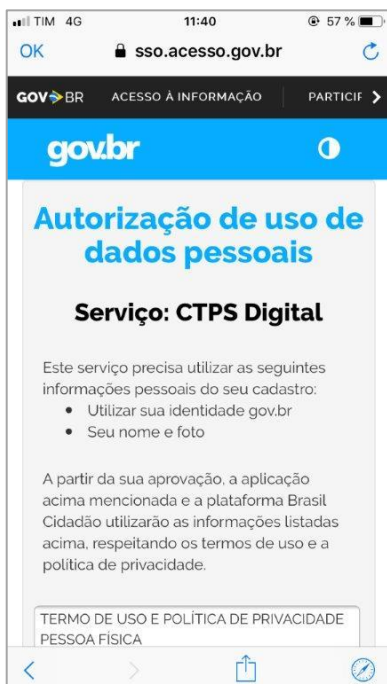 TIM 4G 11:40 57 %
OK sso.acesso.gov.br
GOV BR ACESSO À INFORMAÇÃO PARTICIF
gov.br
Autorização de uso de
dados pessoais
Serviço: CTPS Digital
Este serviço precisa utilizar as seguintes
informações pessoais do seu cadastro:
• Utilizar sua identidade gov.br
• Seu nome e foto
A partir da sua aprovação, a aplicação
acima mencionada e a plataforma Brasil
Cidadão utilizarão as informações listadas
acima, respeitando os termos de uso e a
política de privacidade.
TERMO DE USO E POLÍTICA DE PRIVACIDADE
PESSOA FÍSICA